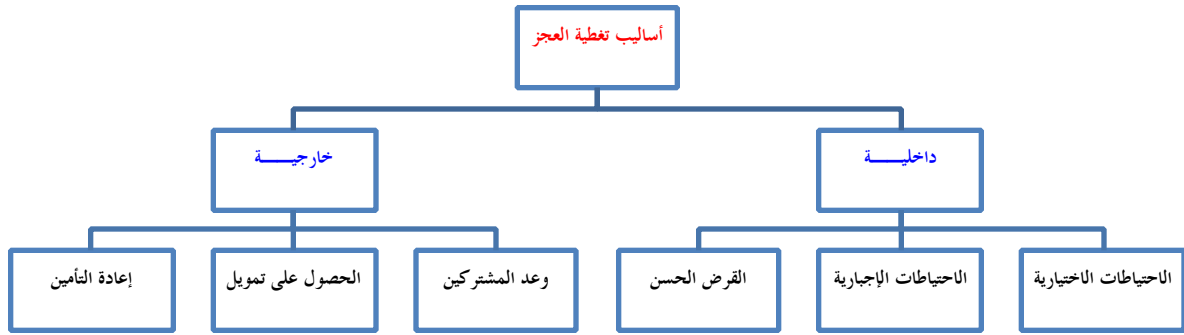 أساليب تغطية العجز
داخليـــــة
خارجيـــــة
الاحتياطات الاختيارية
الاحتياطات الإجبارية
القرض الحسن
وعد المشتركين
الحصول على تمويل
إعادة التأمين